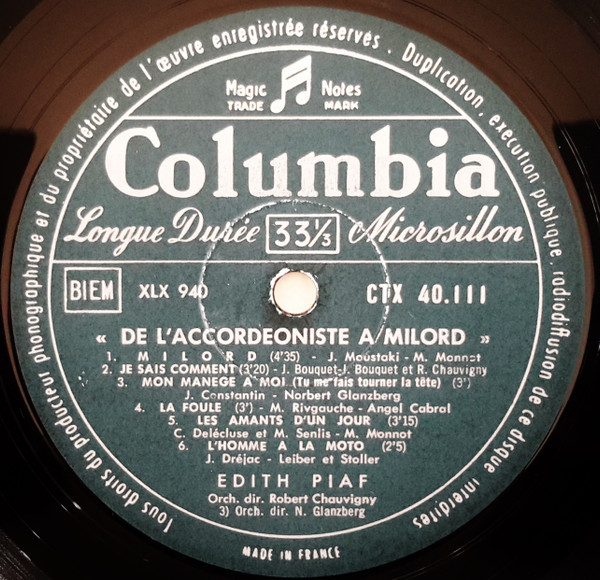 Tous droits du producteur phonographique et du propriétaire de l'œuvre enregistrée réservés. Duplication, exécution publique, radiodiffusion de ce disque interdites
Magic Notes
TRADE MARK
Columbia
Longue Durée 33 1/3 Microsillon
BIEM XLX 940 CTX 40.111
« DE L'ACCORDEONISTE A MILORD »
1. MILORD (4'35) - J. Moustaki - M. Monnot
2. JE SAIS COMMENT (3'20) - J. Bouquet-J. Bouquet et R. Chauvigny
3. MON MANEGE A MOI (Tu me fais tourner la tête) (3')
J. Constantin - Norbert Glanzberg
4. LA FOULE (3') - M. Rivgauche - Angel Cabral
5. LES AMANTS D'UN JOUR (3'15)
C. Delécluse et M. Senlis - M. Monnot
6. L'HOMME A LA MOTO (2'5)
J. Dréjac - Leiber et Stoller
EDITH PIAF
Orch. dir. Robert Chauvigny
3) Orch. dir. N. Glanzberg
MADE IN FRANCE